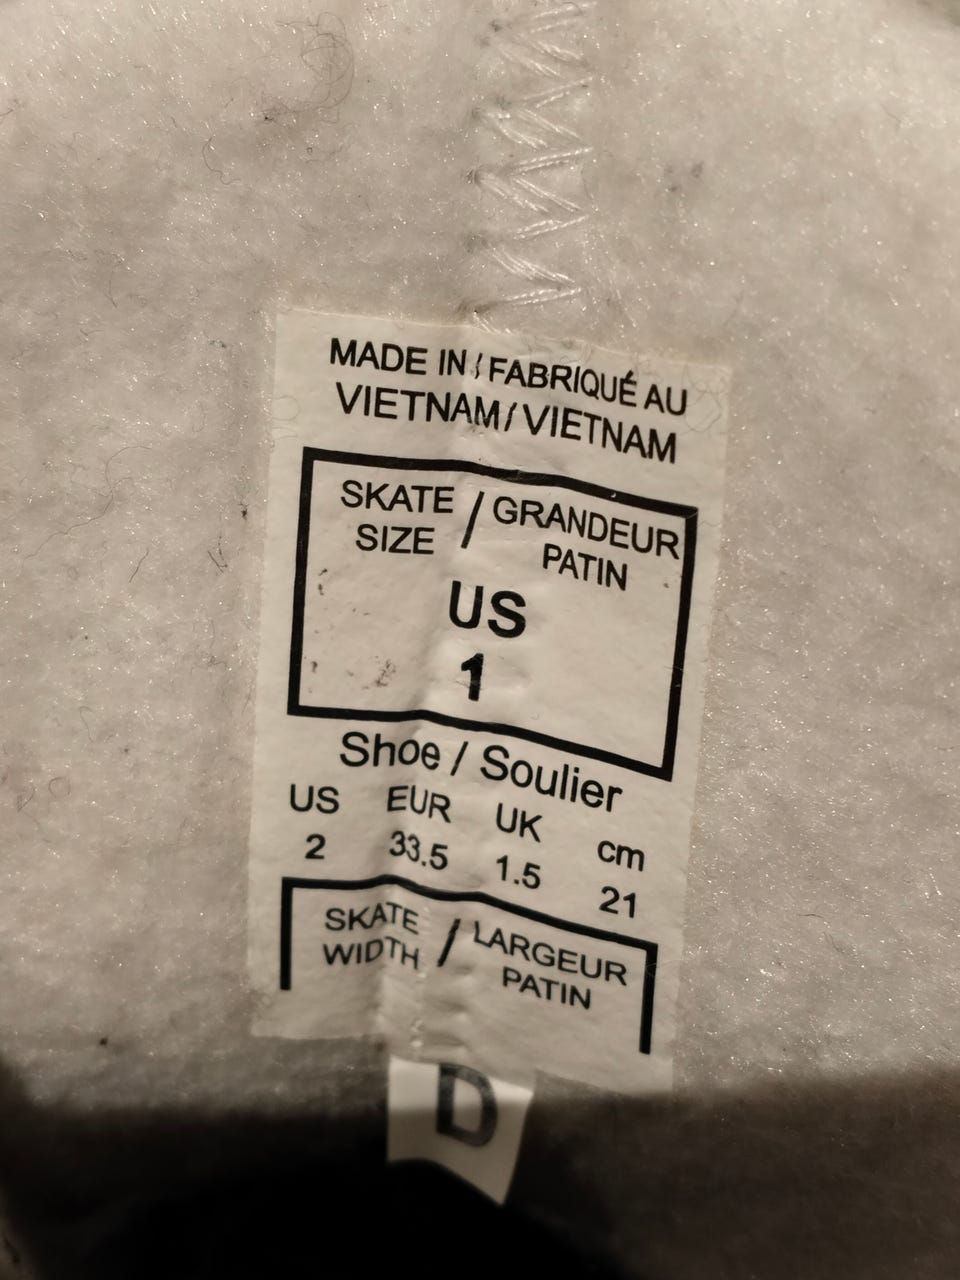 MADE IN / FABRIQUÉ AU
VIETNAM / VIETNAM
SKATE / GRANDEUR
SIZE PATIN
US
1
Shoe / Soulier
US EUR UK cm
2 33.5 1.5 21
SKATE / LARGEUR
WIDTH PATIN
D